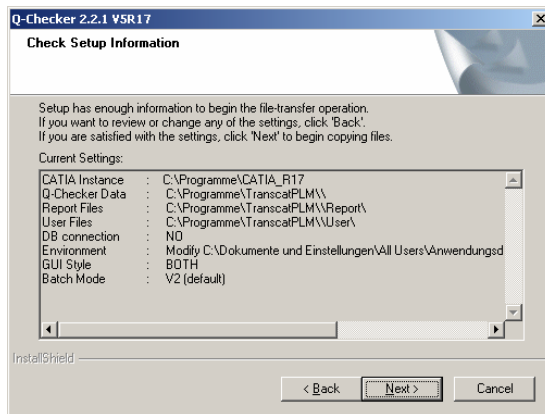 Q-Checker 2.2.1 V5R17
Check Setup Information
Setup has enough information to begin the file-transfer operation.
If you want to review or change any of the settings, click 'Back'.
If you are satisfied with the settings, click 'Next' to begin copying files.
Current Settings:
CATIA Instance : C:\Programme\CATIA_R17
Q-Checker Data : C:\Programme\TranscatPLM\\
Report Files : C:\Programme\TranscatPLM\\Report\
User Files : C:\Programme\TranscatPLM\\User\
DB connection : NO
Environment : Modify C:\Dokumente und Einstellungen\All Users\Anwendungsd
GUI Style : BOTH
Batch Mode : V2 (default)
InstallShield
< Back Next > Cancel